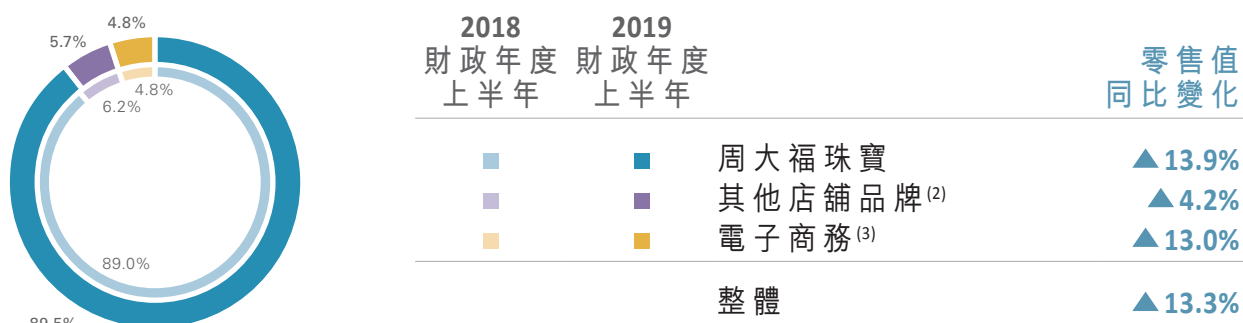 4.8%
5.7%
4.8%
6.2%
89.0%
89.5%
2018 2019
財政年度 財政年度 零售值
上半年 上半年 同比變化
周大福珠寶 ▲ 13.9%
其他店舖品牌(2) ▲ 4.2%
電子商務(3) ▲ 13.0%
整體 ▲ 13.3%